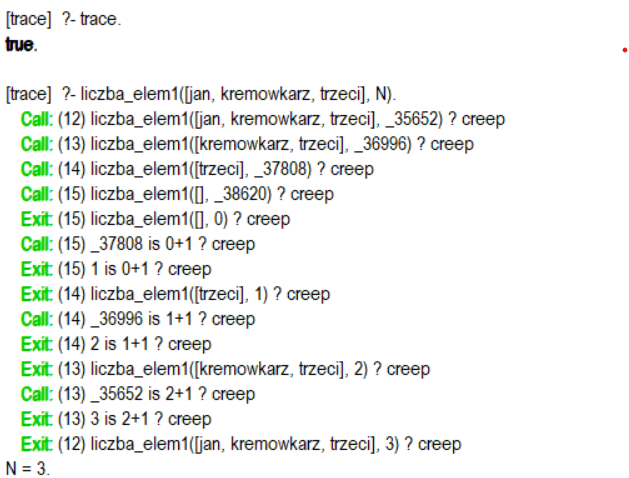 [trace]  ?- trace.
true.
[trace]  ?- liczba_elem1([jan, kremowkarz, trzeci], N).
Call: (12) liczba_elem1([jan, kremowkarz, trzeci], _35652) ? creep
Call: (13) liczba_elem1([kremowkarz, trzeci], _36996) ? creep
Call: (14) liczba_elem1([trzeci], _37808) ? creep
Call: (15) liczba_elem1([], _38620) ? creep
Exit: (15) liczba_elem1([], 0) ? creep
Call: (15) _37808 is 0+1 ? creep
Exit: (15) 1 is 0+1 ? creep
Exit: (14) liczba_elem1([trzeci], 1) ? creep
Call: (14) _36996 is 1+1 ? creep
Exit: (14) 2 is 1+1 ? creep
Exit: (13) liczba_elem1([kremowkarz, trzeci], 2) ? creep
Call: (13) _35652 is 2+1 ? creep
Exit: (13) 3 is 2+1 ? creep
Exit: (12) liczba_elem1([jan, kremowkarz, trzeci], 3) ? creep
N = 3.